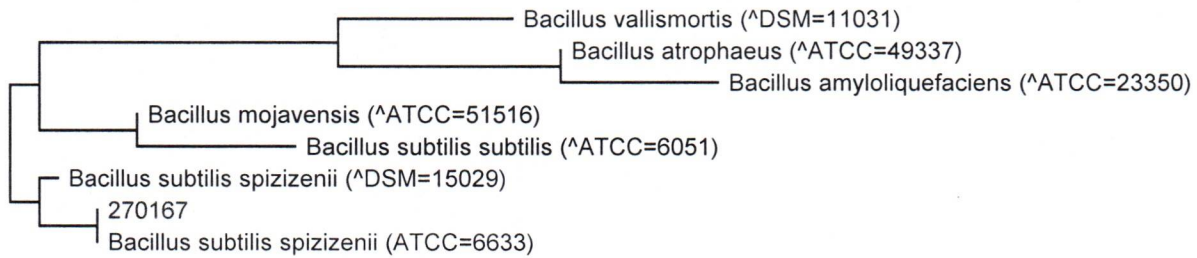 Bacillus vallismortis (^DSM=11031)
Bacillus atrophaeus (^ATCC=49337)
Bacillus amyloliquefaciens (^ATCC=23350)
Bacillus mojavensis (^ATCC=51516)
Bacillus subtilis subtilis (^ATCC=6051)
Bacillus subtilis spizizenii (^DSM=15029)
270167
Bacillus subtilis spizizenii (ATCC=6633)